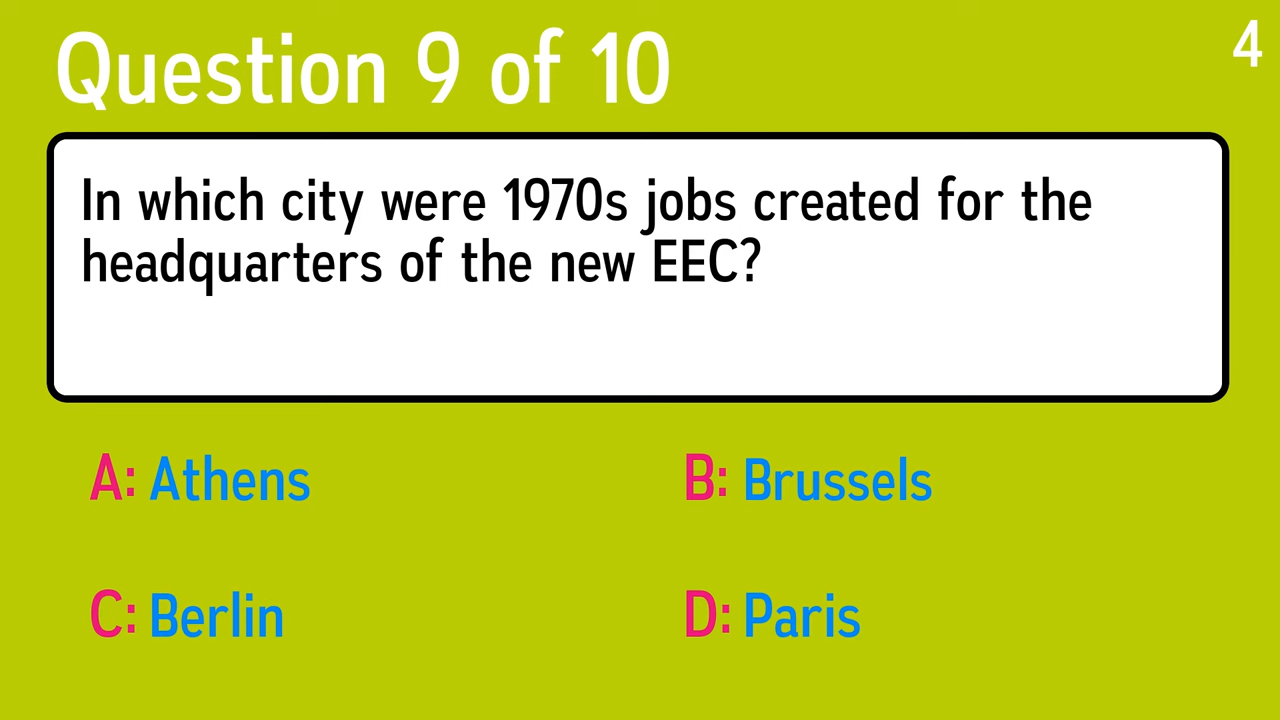 Question 9 of 10
4
In which city were 1970s jobs created for the
headquarters of the new EEC?
A: Athens
B: Brussels
C: Berlin
D: Paris